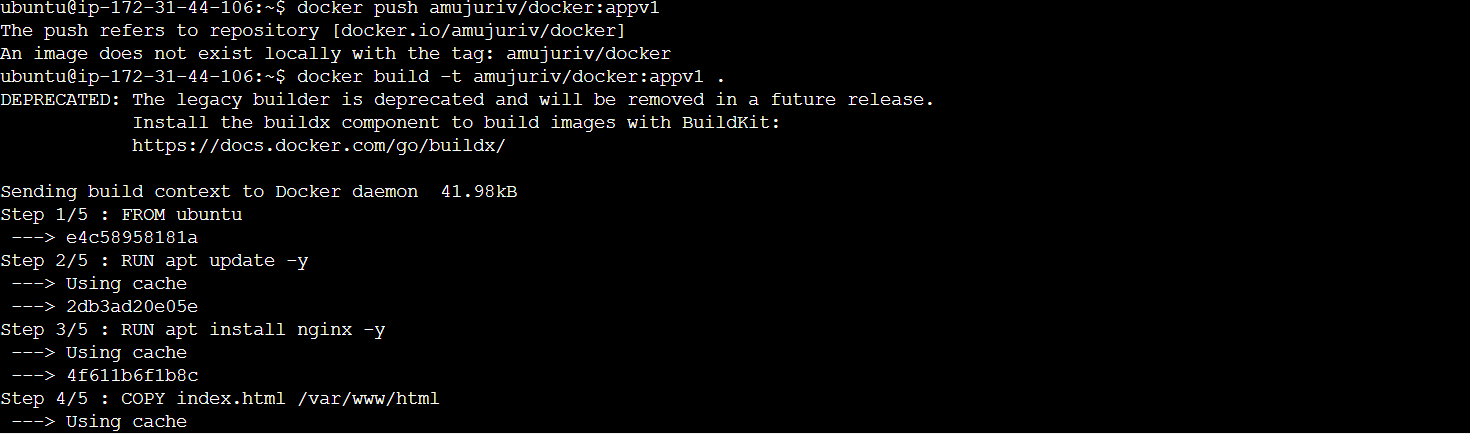 ubuntu@ip-172-31-44-106:~$ docker push amujuriv/docker:appv1
The push refers to repository [docker.io/amujuriv/docker]
An image does not exist locally with the tag: amujuriv/docker
ubuntu@ip-172-31-44-106:~$ docker build -t amujuriv/docker:appv1 .
DEPRECATED: The legacy builder is deprecated and will be removed in a future release.
            Install the buildx component to build images with BuildKit:
            https://docs.docker.com/go/buildx/

Sending build context to Docker daemon  41.98kB
Step 1/5 : FROM ubuntu
 ---> e4c58958181a
Step 2/5 : RUN apt update -y
 ---> Using cache
 ---> 2db3ad20e05e
Step 3/5 : RUN apt install nginx -y
 ---> Using cache
 ---> 4f611b6f1b8c
Step 4/5 : COPY index.html /var/www/html
 ---> Using cache